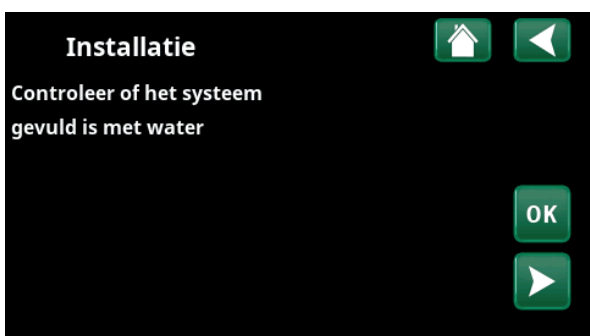 Installatie
Controleer of het systeem
gevuld is met water
OK